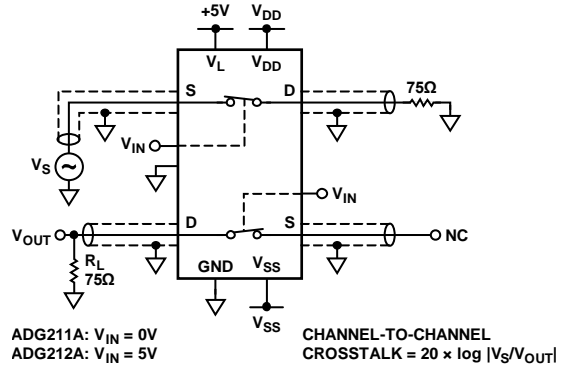 +5V VDD
VL VDD
S D
75Ω
VIN
VS
VIN
D S
VOUT NC
RL
75Ω
GND VSS
VSS
ADG211A: VIN = 0V
ADG212A: VIN = 5V
CHANNEL-TO-CHANNEL
CROSSTALK = 20 × log |VS/VOUT|